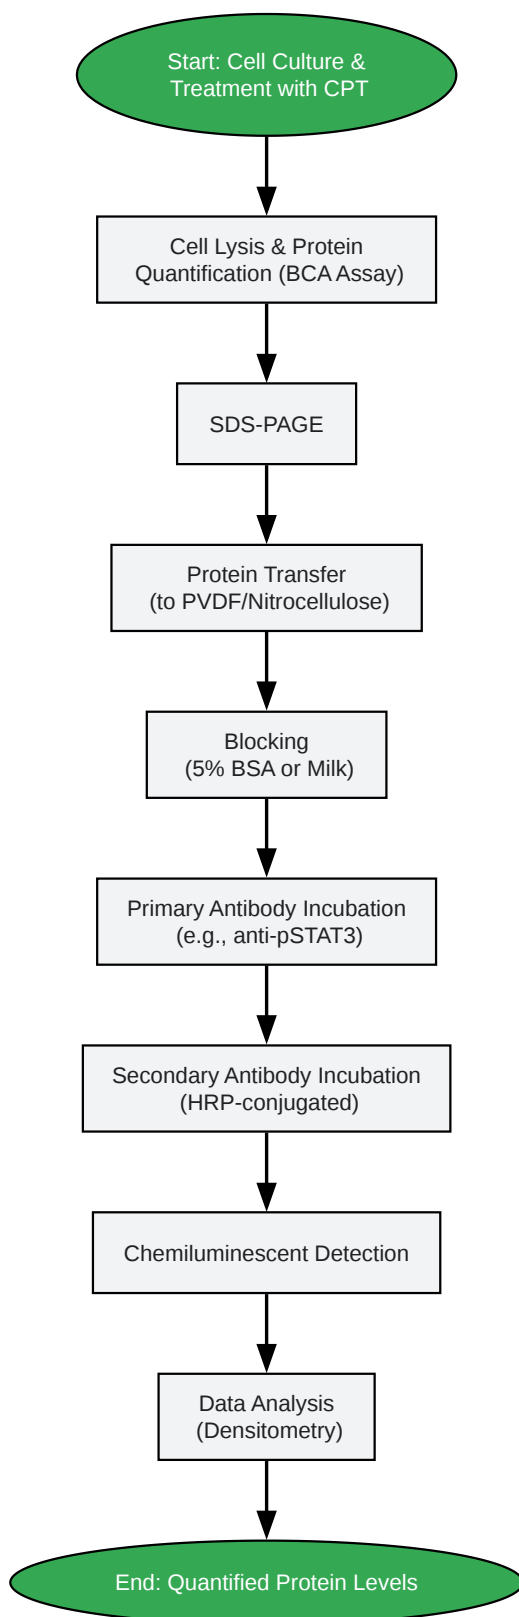 Start: Cell Culture &
Treatment with CPT
Cell Lysis & Protein
Quantification (BCA Assay)
SDS-PAGE
Protein Transfer
(to PVDF/Nitrocellulose)
Blocking
(5% BSA or Milk)
Primary Antibody Incubation
(e.g., anti-pSTAT3)
Secondary Antibody Incubation
(HRP-conjugated)
Chemiluminescent Detection
Data Analysis
(Densitometry)
End: Quantified Protein Levels